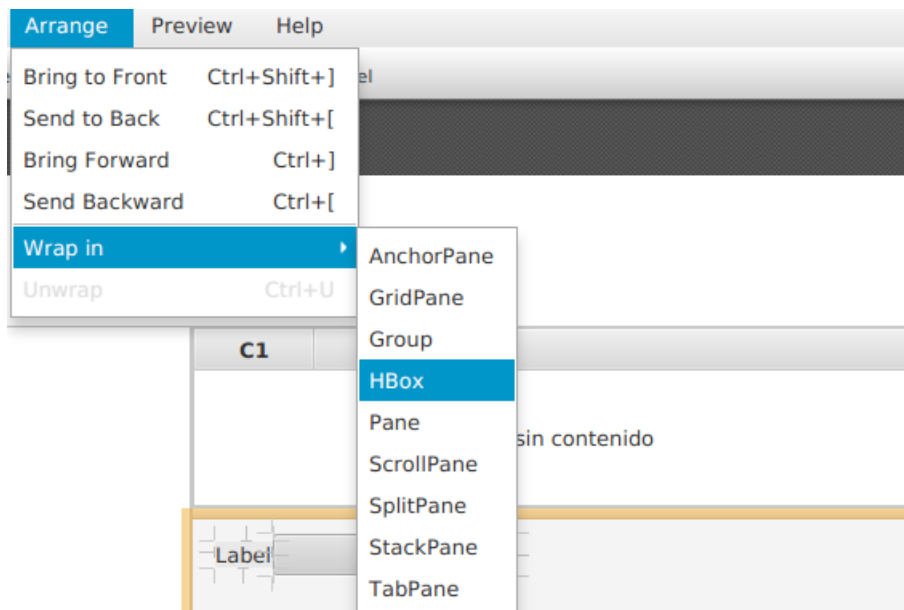 Arrange Preview Help
Bring to Front Ctrl+Shift+] el
Send to Back Ctrl+Shift+[
Bring Forward Ctrl+]
Send Backward Ctrl+[
Wrap in
Unwrap Ctrl+U
AnchorPane
GridPane
Group
HBox
Pane
ScrollPane
SplitPane
StackPane
TabPane
C1
sin contenido
Label